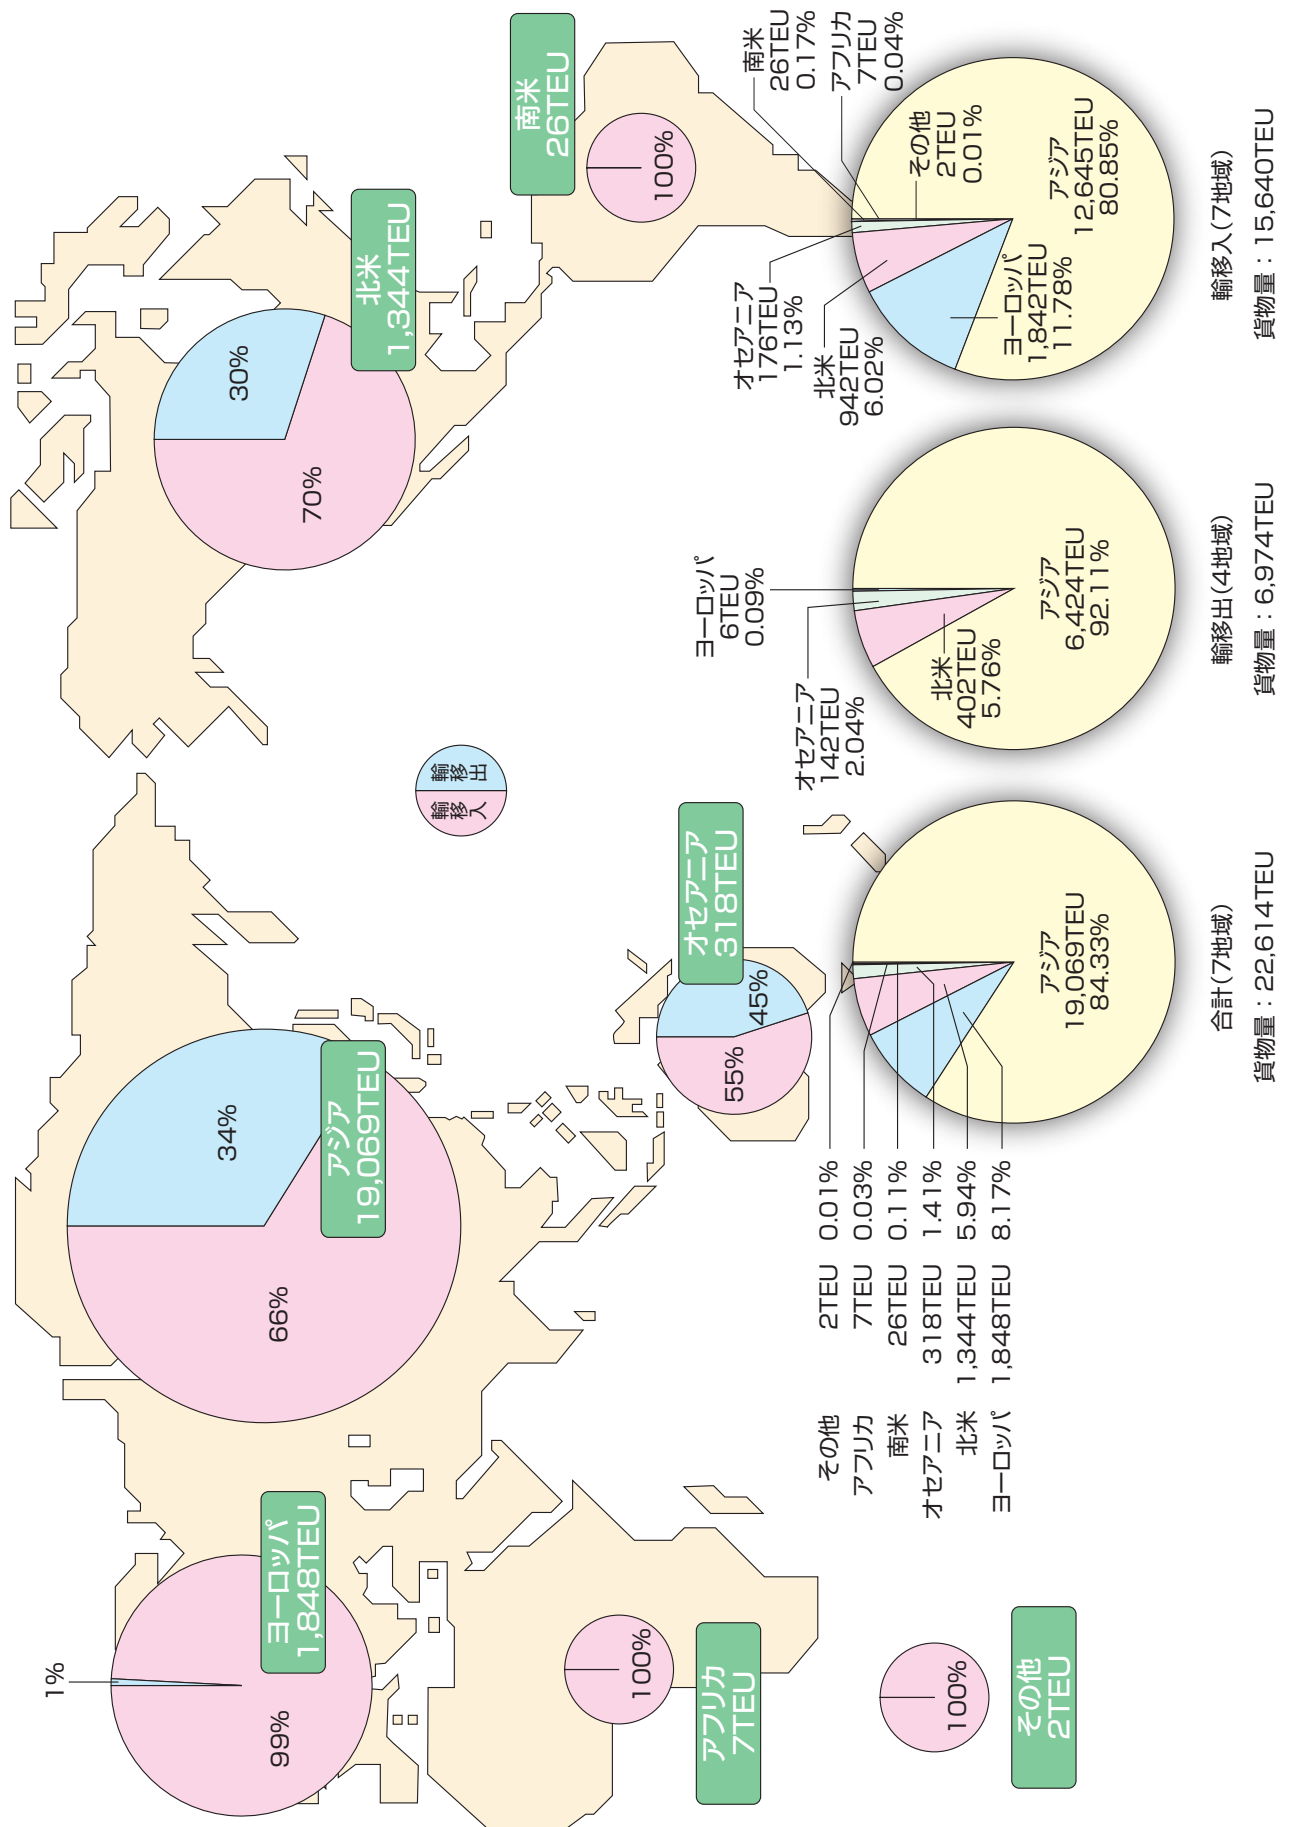 1%
99%
ヨーロッパ
1,848TEU
34%
66%
アジア
19,069TEU
30%
70%
北米
1,344TEU
100%
南米
26TEU
輸移入
輸移出
45%
55%
オセアニア
318TEU
100%
アフリカ
7TEU
100%
その他
2TEU
その他 2TEU 0.01%
アフリカ 7TEU 0.03%
南米 26TEU 0.11%
オセアニア 318TEU 1.41%
北米 1,344TEU 5.94%
ヨーロッパ 1,848TEU 8.17%
アジア
19,069TEU
84.33%
合計(7地域)
貨物量：22,614TEU
ヨーロッパ
6TEU
0.09%
オセアニア
142TEU
2.04%
北米
402TEU
5.76%
アジア
6,424TEU
92.11%
輸移出(4地域)
貨物量：6,974TEU
南米
26TEU
0.17%
アフリカ
7TEU
0.04%
その他
2TEU
0.01%
オセアニア
176TEU
1.13%
北米
942TEU
6.02%
ヨーロッパ
1,842TEU
11.78%
アジア
12,645TEU
80.85%
輸移入(7地域)
貨物量：15,640TEU